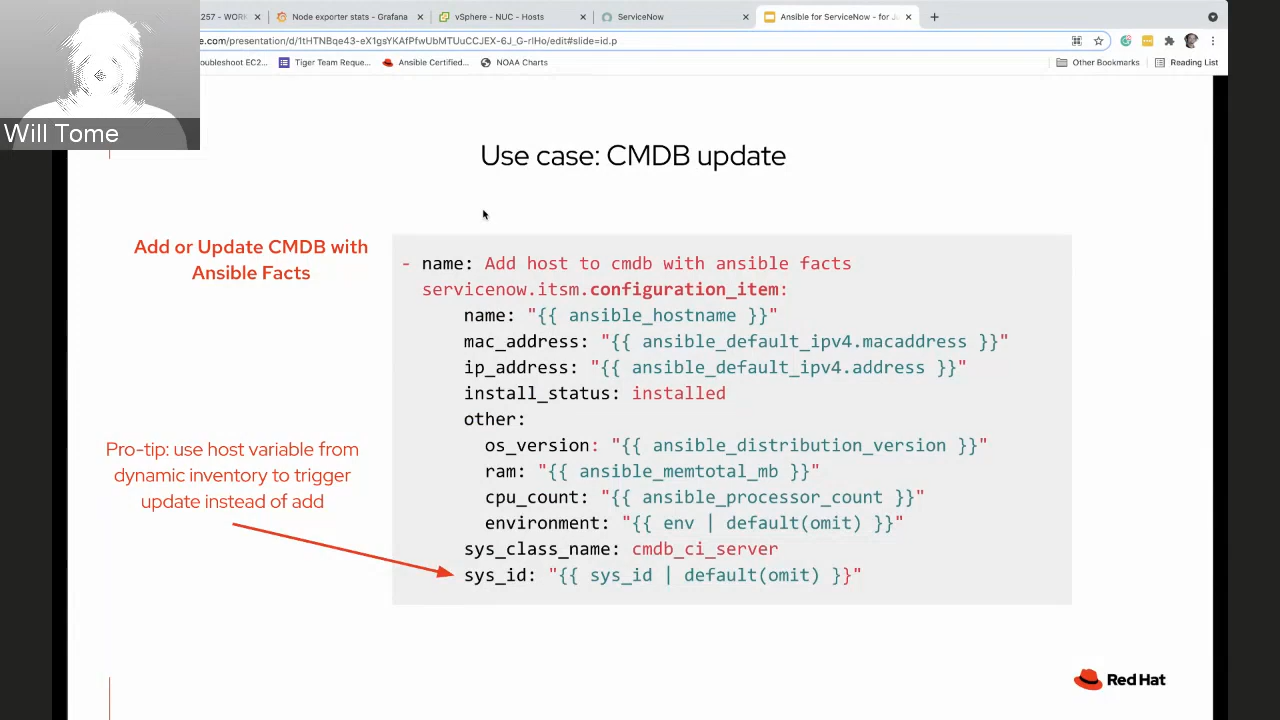 257 - WORK
Node exporter stats - Grafana
vSphere - NUC - Hosts
ServiceNow
Ansible for ServiceNow - for Ja
e.com/presentation/d/1tHTNBqe43-eX1gsYKAfPfwUbMTUuCCJEX-6J_G-rlHo/edit#slide=id.p
oubleshoot EC2...
Tiger Team Reque...
Ansible Certified...
NOAA Charts
Other Bookmarks
Reading List
Will Tome
Use case: CMDB update
Add or Update CMDB with
Ansible Facts
- name: Add host to cmdb with ansible facts
servicenow.itsm.configuration_item:
name: "{{ ansible_hostname }}"
mac_address: "{{ ansible_default_ipv4.macaddress }}"
ip_address: "{{ ansible_default_ipv4.address }}"
install_status: installed
other:
os_version: "{{ ansible_distribution_version }}"
ram: "{{ ansible_memtotal_mb }}"
cpu_count: "{{ ansible_processor_count }}"
environment: "{{ env | default(omit) }}"
sys_class_name: cmdb_ci_server
sys_id: "{{ sys_id | default(omit) }}"
Pro-tip: use host variable from
dynamic inventory to trigger
update instead of add
Red Hat